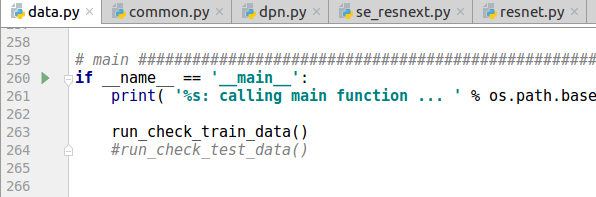 data.py × common.py × dpn.py × se_resnext.py × resnet.py ×
258
259 # main ###################################################
260 if __name__ == '__main__':
261 print( '%s: calling main function ... ' % os.path.base
262
263 run_check_train_data()
264 #run_check_test_data()
265
266